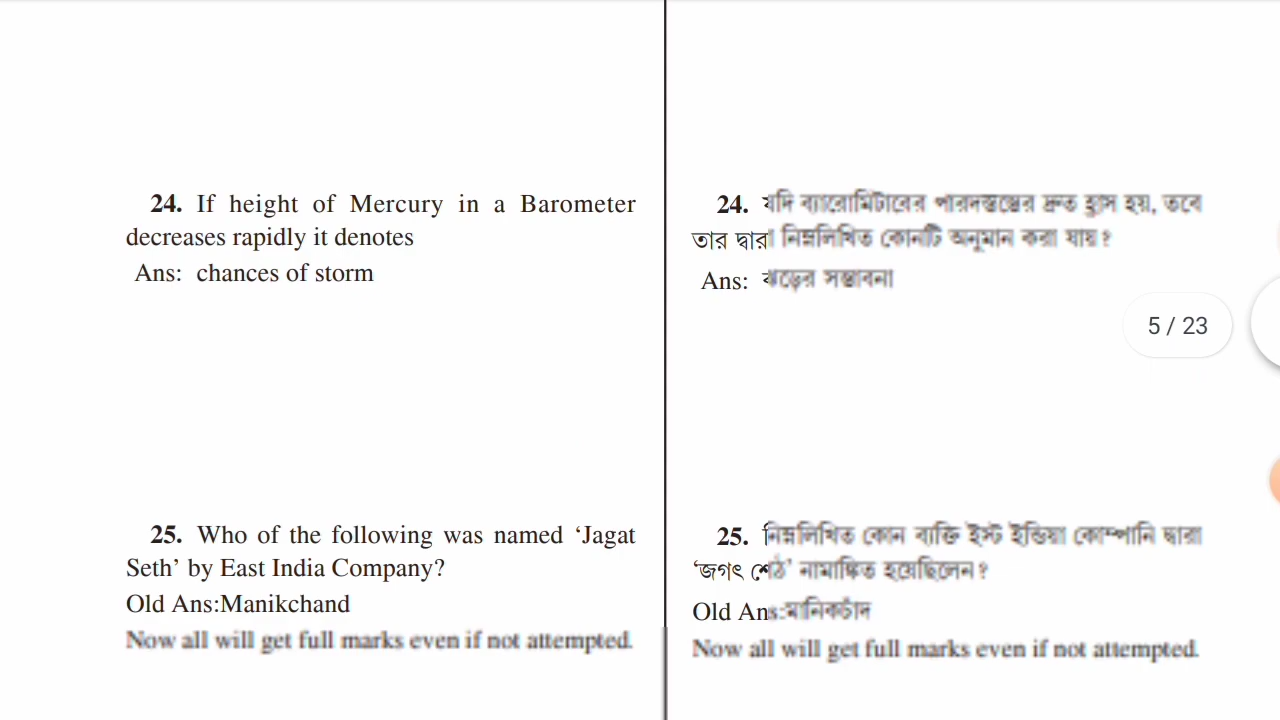 24. If height of Mercury in a Barometer
decreases rapidly it denotes
Ans: chances of storm
25. Who of the following was named ‘Jagat
Seth’ by East India Company?
Old Ans:Manikchand
Now all will get full marks even if not attempted.
24. যদি ব্যারোমিটারের পারদস্তম্ভের দ্রুত হ্রাস হয়, তবে
তার দ্বারা নিম্নলিখিত কোনটি অনুমান করা যায়?
Ans: ঝড়ের সম্ভাবনা
5 / 23
25. নিম্নলিখিত কোন ব্যক্তি ইস্ট ইন্ডিয়া কোম্পানি দ্বারা
‘জগৎ শেঠ’ নামাঙ্কিত হয়েছিলেন?
Old Ans:মানিকচাঁদ
Now all will get full marks even if not attempted.